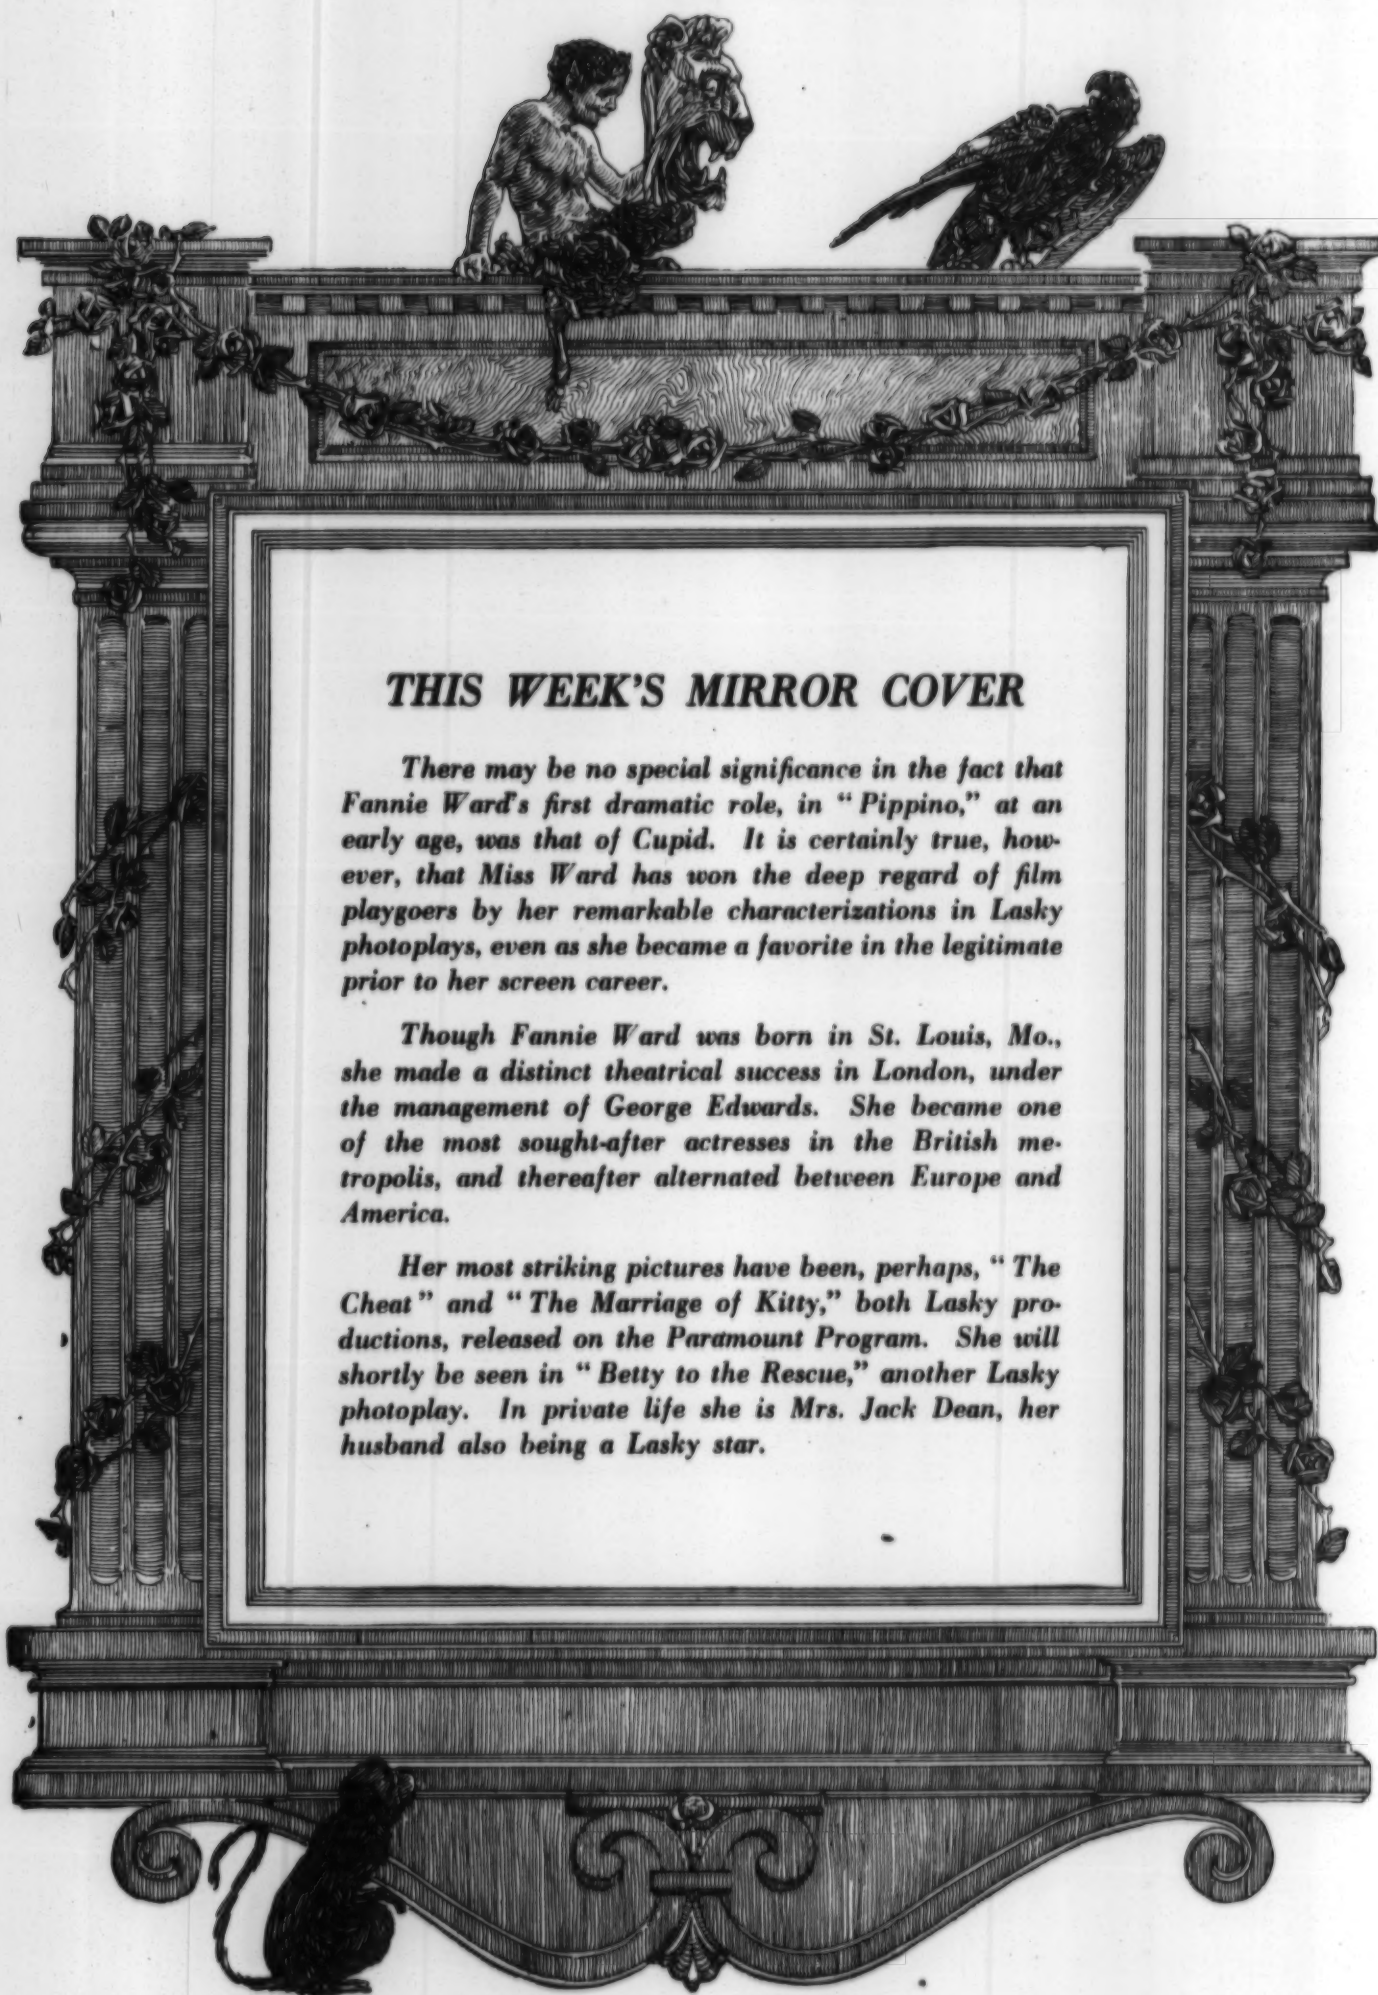 THIS WEEK'S MIRROR COVER
There may be no special significance in the fact that
Fannie Ward's first dramatic role, in “ Pippino,” at an
early age, was that of Cupid. It is certainly true, how-
ever, that Miss Ward has won the deep regard of film
playgoers by her remarkable characterizations in Lasky
photoplays, even as she became a favorite in the legitimate
prior to her screen career.
Though Fannie Ward was born in St. Louis, Mo.,
she made a distinct theatrical success in London, under
the management of George Edwards. She became one
of the most sought-after actresses in the British me-
tropolis, and thereafter alternated between Europe and
America.
Her most striking pictures have been, perhaps, “ The
Cheat ” and “ The Marriage of Kitty,” both Lasky pro-
ductions, released on the Paramount Program. She will
shortly be seen in “ Betty to the Rescue,” another Lasky
photoplay. In private life she is Mrs. Jack Dean, her
husband also being a Lasky star.